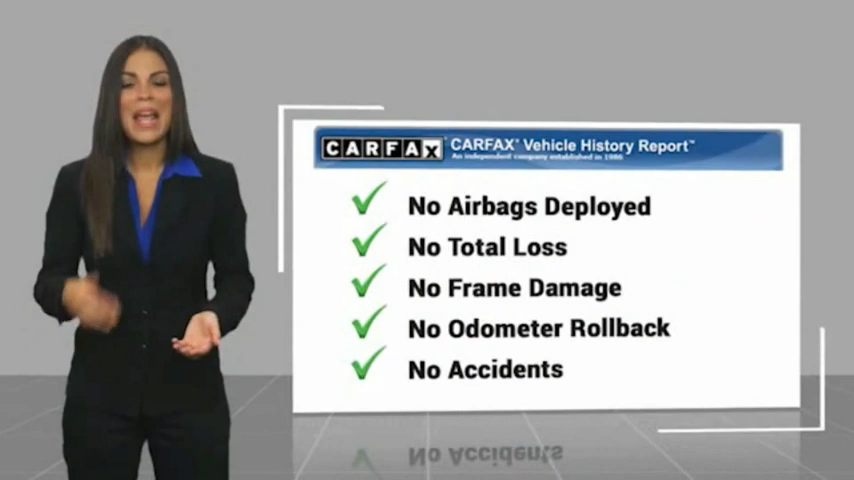 CARFAX CARFAX® Vehicle History Report™
An independent company established in 1986
No Airbags Deployed
No Total Loss
No Frame Damage
No Odometer Rollback
No Accidents
No Accidents